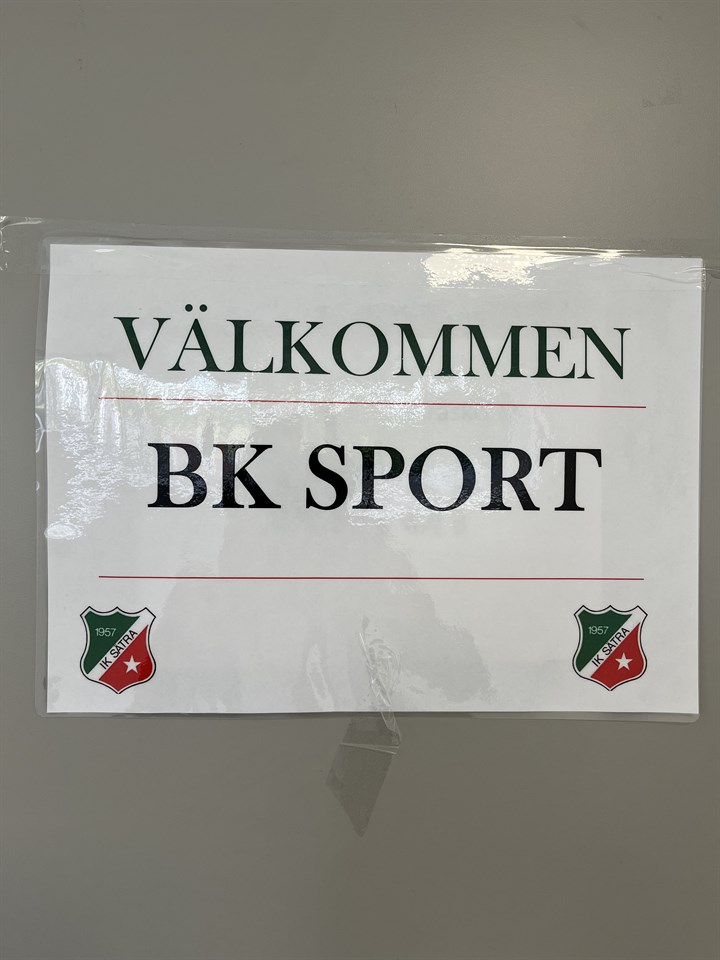 VÄLKOMMEN
BK SPORT
1957
IK SÄTRA
1957
IK SÄTRA